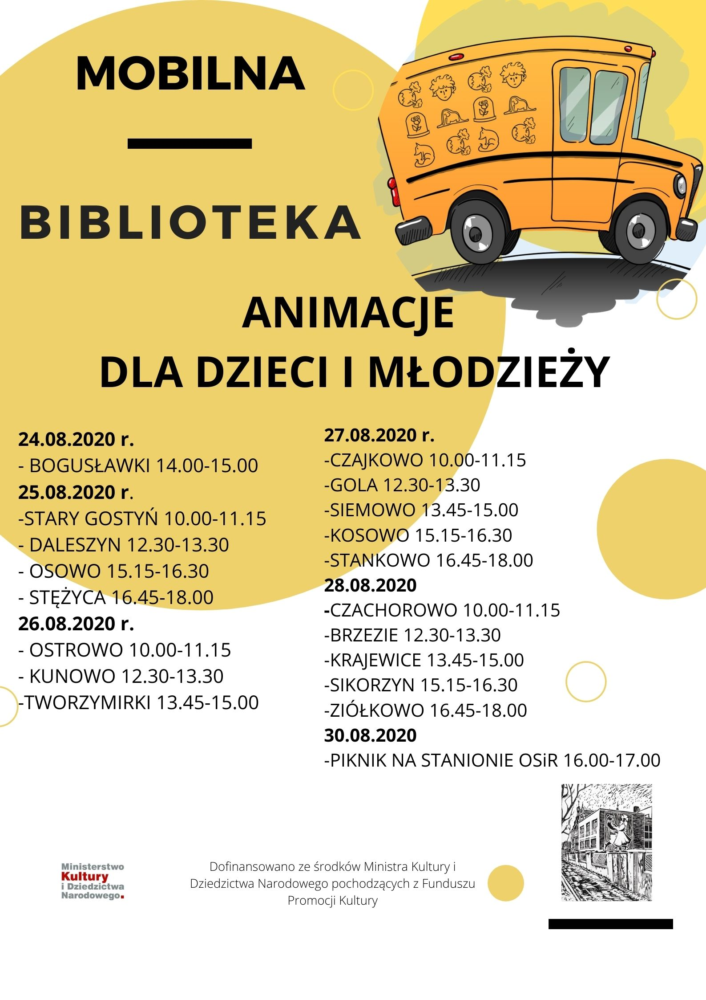 MOBILNA
BIBLIOTEKA
ANIMACJE
DLA DZIECI I MŁODZIEŻY
24.08.2020 r.
- BOGUSŁAWKI 14.00-15.00
25.08.2020 r.
-STARY GOSTYŃ 10.00-11.15
- DALESZYN 12.30-13.30
- OSOWO 15.15-16.30
- STĘŻYCA 16.45-18.00
26.08.2020 r.
- OSTROWO 10.00-11.15
- KUNOWO 12.30-13.30
-TWORZYMIRKI 13.45-15.00
27.08.2020 r.
-CZAJKOWO 10.00-11.15
-GOLA 12.30-13.30
-SIEMOWO 13.45-15.00
-KOSOWO 15.15-16.30
-STANKOWO 16.45-18.00
28.08.2020
-CZACHOROWO 10.00-11.15
-BRZEZIE 12.30-13.30
-KRAJEWICE 13.45-15.00
-SIKORZYN 15.15-16.30
-ZIÓŁKOWO 16.45-18.00
30.08.2020
-PIKNIK NA STANIONIE OSiR 16.00-17.00
Ministerstwo
Kultury
i Dziedzictwa
Narodowego.
Dofinansowano ze środków Ministra Kultury i
Dziedzictwa Narodowego pochodzących z Funduszu
Promocji Kultury